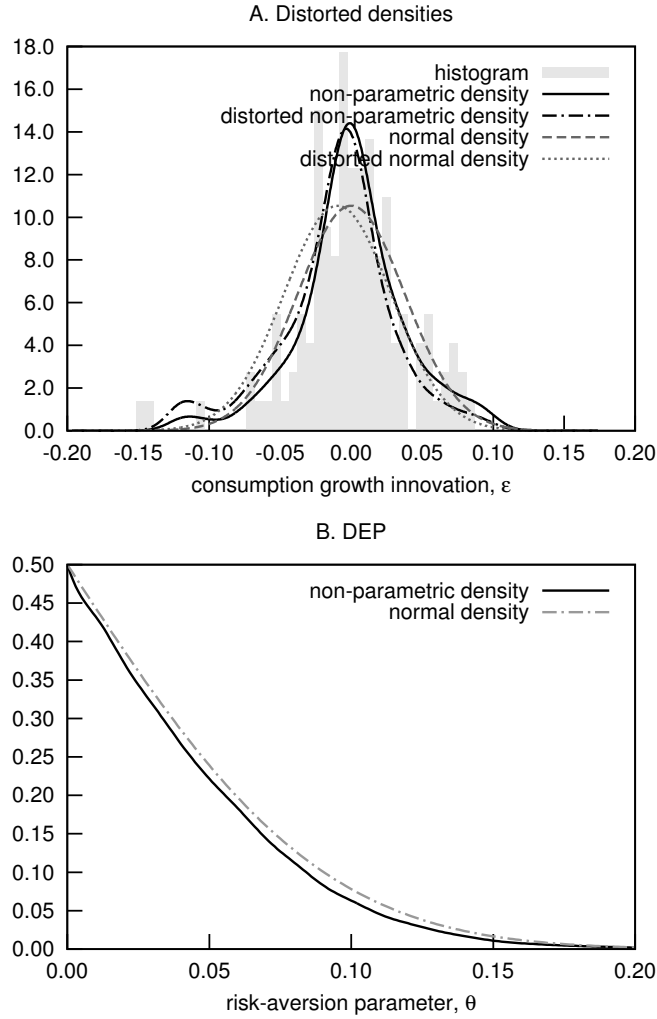 A. Distorted densities
18.0
16.0
14.0
12.0
10.0
8.0
6.0
4.0
2.0
0.0
histogram
non-parametric density
distorted non-parametric density
normal density
distorted normal density
-0.20 -0.15 -0.10 -0.05 0.00 0.05 0.10 0.15 0.20
consumption growth innovation, ε
B. DEP
0.50
0.45
0.40
0.35
0.30
0.25
0.20
0.15
0.10
0.05
0.00
non-parametric density
normal density
0.00 0.05 0.10 0.15 0.20
risk-aversion parameter, θ